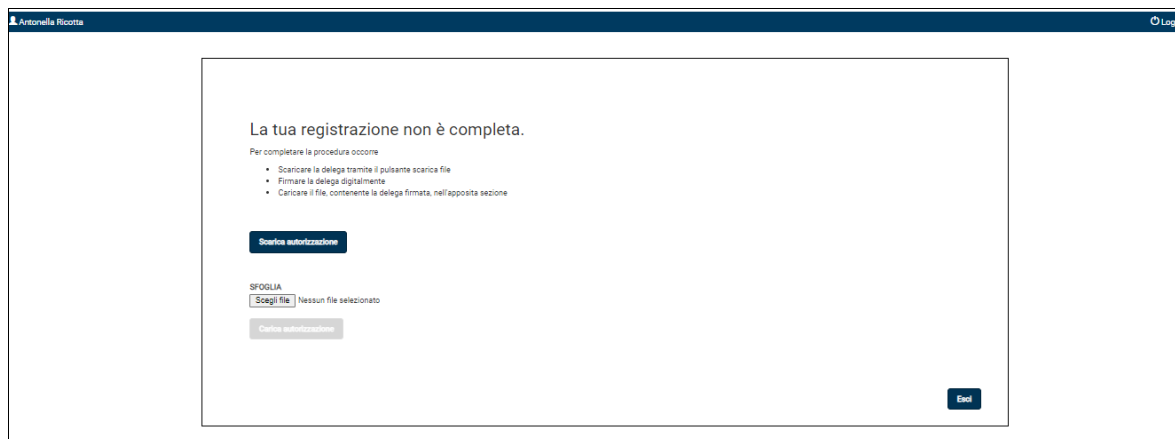 Antonella Ricotta
Log
La tua registrazione non è completa.
Per completare la procedura occorre
Scaricare la delega tramite il pulsante scarica file
Firmare la delega digitalmente
Caricare il file, contenente la delega firmata, nell'apposita sezione
Scarica autorizzazione
SFOGLIA
Scegli file Nessun file selezionato
Carica autorizzazione
Esci